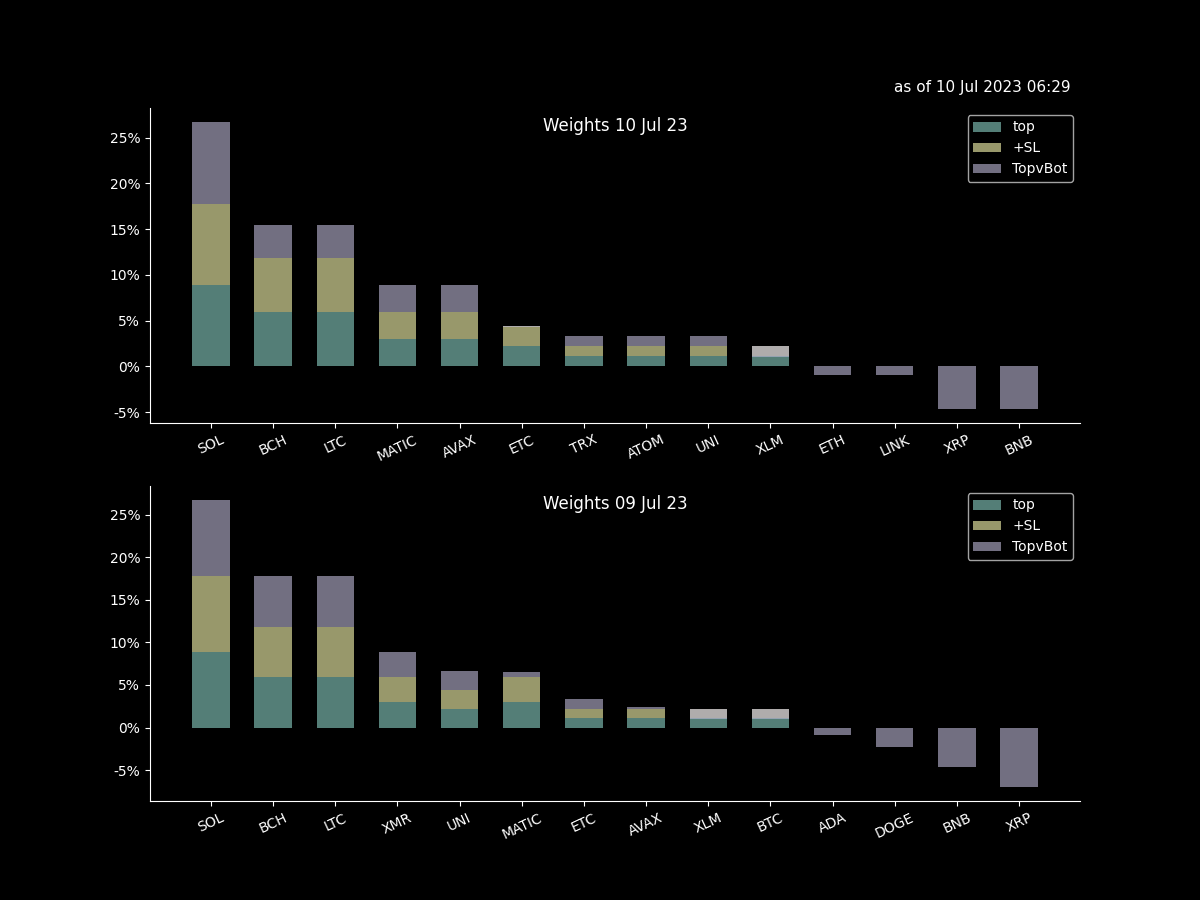 as of 10 Jul 2023 06:29
Weights 10 Jul 23
top
+SL
TopvBot
25%
20%
15%
10%
5%
0%
-5%
SOL BCH LTC MATIC AVAX ETC TRX ATOM UNI XLM ETH LINK XRP BNB
Weights 09 Jul 23
top
+SL
TopvBot
25%
20%
15%
10%
5%
0%
-5%
SOL BCH LTC XMR UNI MATIC ETC AVAX XLM BTC ADA DOGE BNB XRP